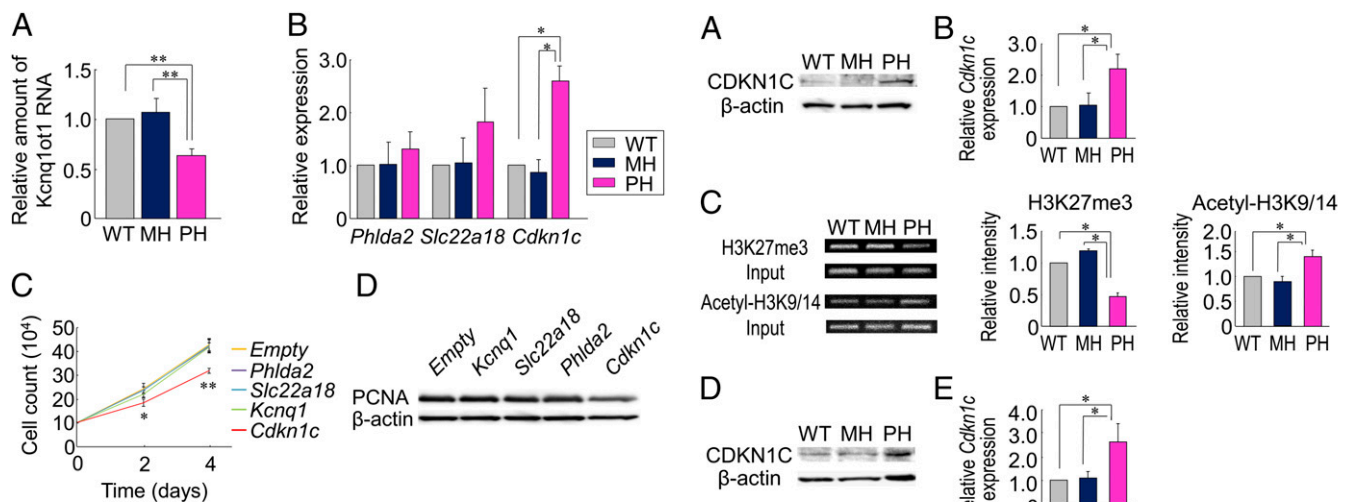 A
Relative amount of
Kcnq1ot1 RNA
1.5
1.0
0.5
0
**
**
WT MH PH
B
Relative expression
3.0
2.0
1.0
0
*
*
Phlda2 Slc22a18 Cdkn1c
WT
MH
PH
C
Cell count (10⁴)
50
40
30
20
10
0
*
*
**
0 2 4
Time (days)
Empty
Phlda2
Slc22a18
Kcnq1
Cdkn1c
D
Empty Kcnq1 Slc22a18 Phlda2 Cdkn1c
PCNA
β-actin
A
WT MH PH
CDKN1C
β-actin
B
Relative Cdkn1c
expression
3.0
2.0
1.0
0
*
*
WT MH PH
C
WT MH PH
H3K27me3
Input
Acetyl-H3K9/14
Input
H3K27me3
Relative intensity
1.5
1.0
0.5
0
*
*
WT MH PH
Acetyl-H3K9/14
Relative intensity
2.0
1.5
1.0
0.5
0
*
*
WT MH PH
D
WT MH PH
CDKN1C
β-actin
E
Cdkn1c
expression
4.0
3.0
2.0
1.0
*
*